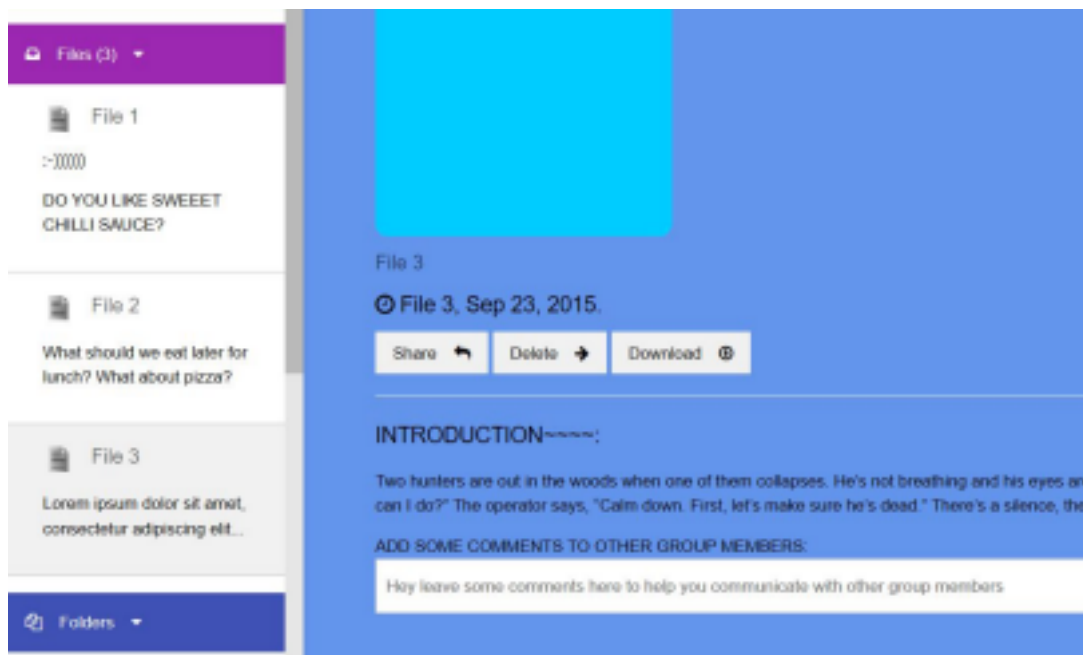 Files (3)
File 1
:-))))))
DO YOU LIKE SWEEET
CHILLI SAUCE?
File 2
What should we eat later for
lunch? What about pizza?
File 3
Lorem ipsum dolor sit amet,
consectetur adipiscing elit...
Folders
File 3
File 3, Sep 23, 2015.
Share
Delete
Download
INTRODUCTION~~~~:
Two hunters are out in the woods when one of them collapses. He's not breathing and his eyes ar
can I do?" The operator says, "Calm down. First, let's make sure he's dead." There's a silence, the
ADD SOME COMMENTS TO OTHER GROUP MEMBERS:
Hey leave some comments here to help you communicate with other group members